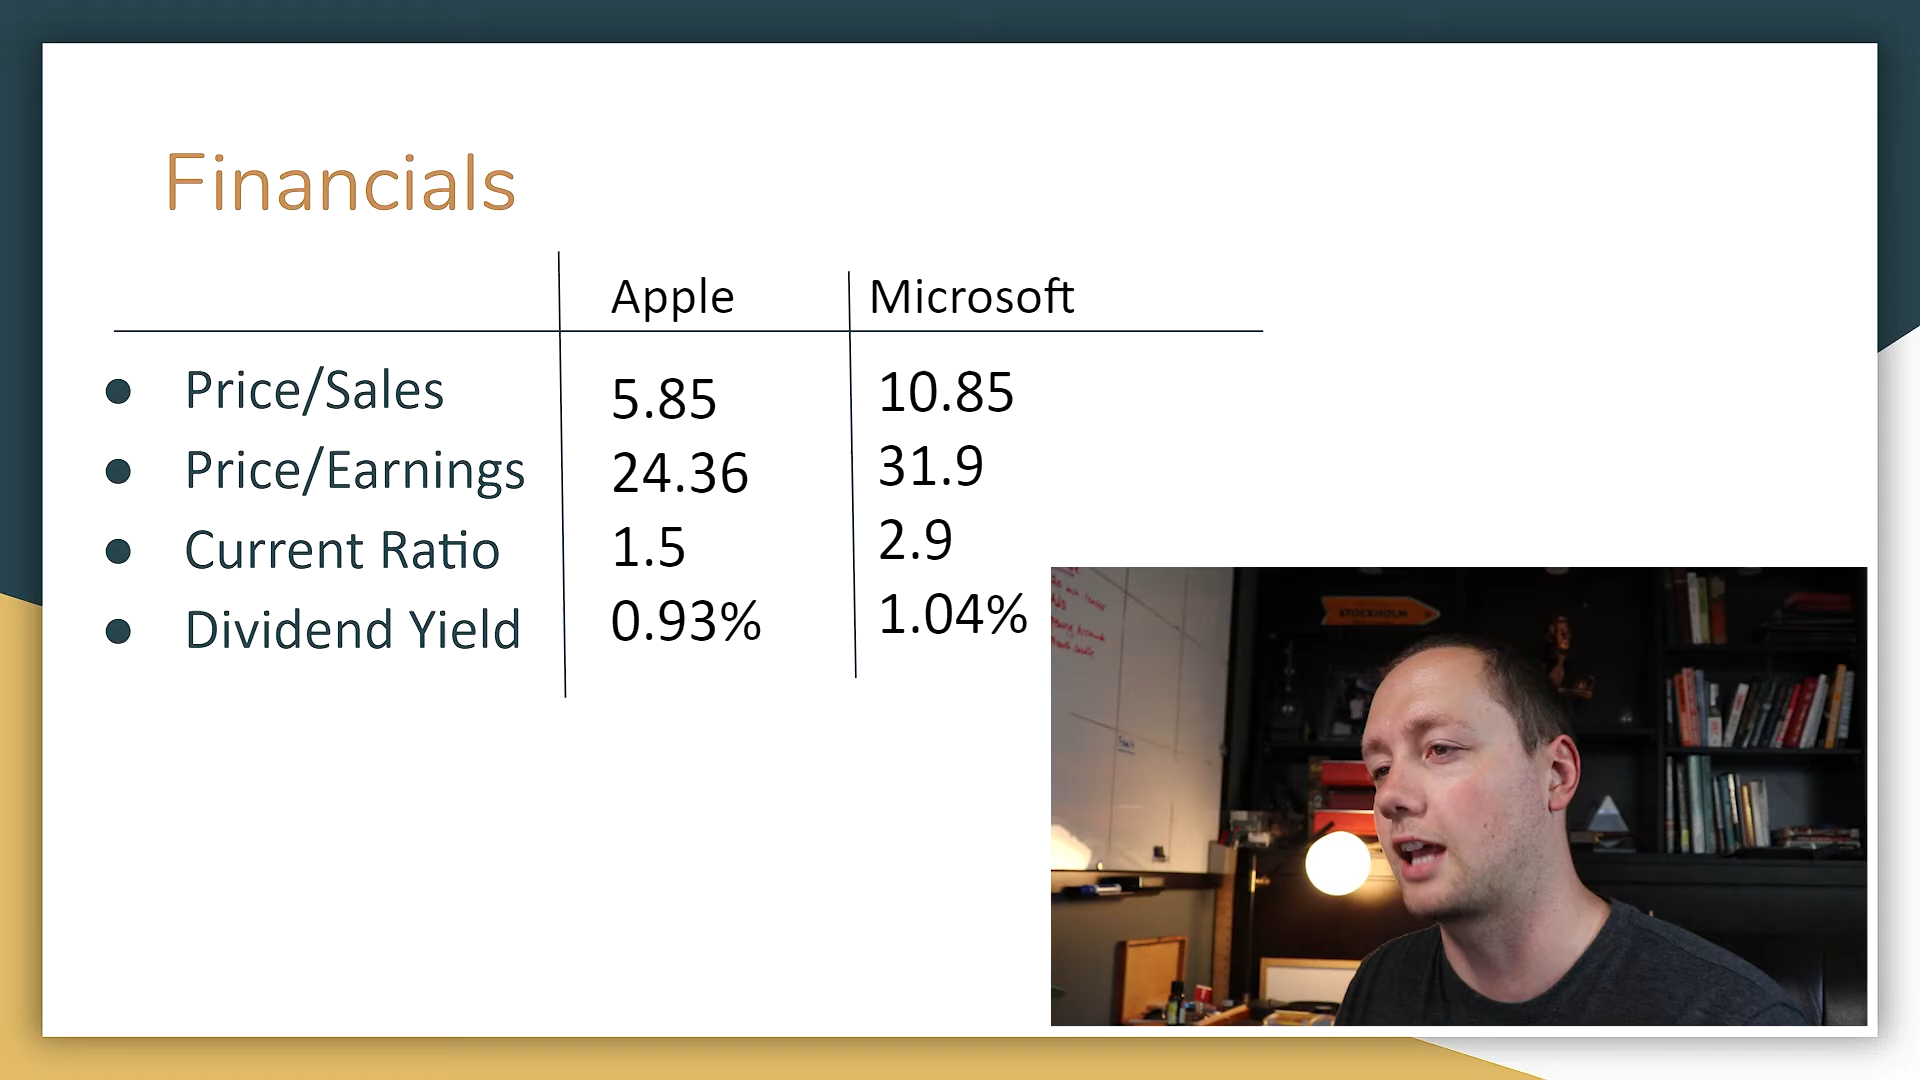 Financials
Apple Microsoft
Price/Sales 5.85 10.85
Price/Earnings 24.36 31.9
Current Ratio 1.5 2.9
Dividend Yield 0.93% 1.04%
STOCKHOLM